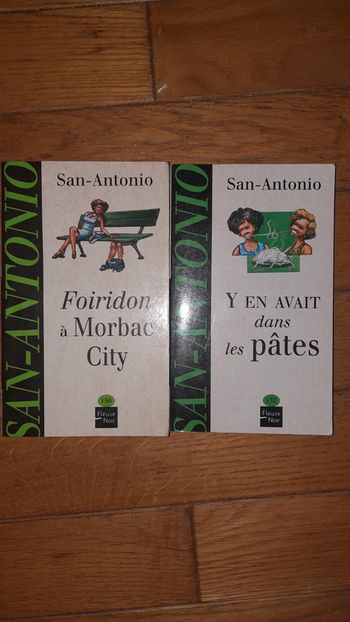 SAN-ANTONIO
San-Antonio
Foiridon
à Morbac
City
Fleuve
Noir
SAN-ANTONIO
San-Antonio
Y EN AVAIT
dans
les pâtes
152
Fleuve
Noir